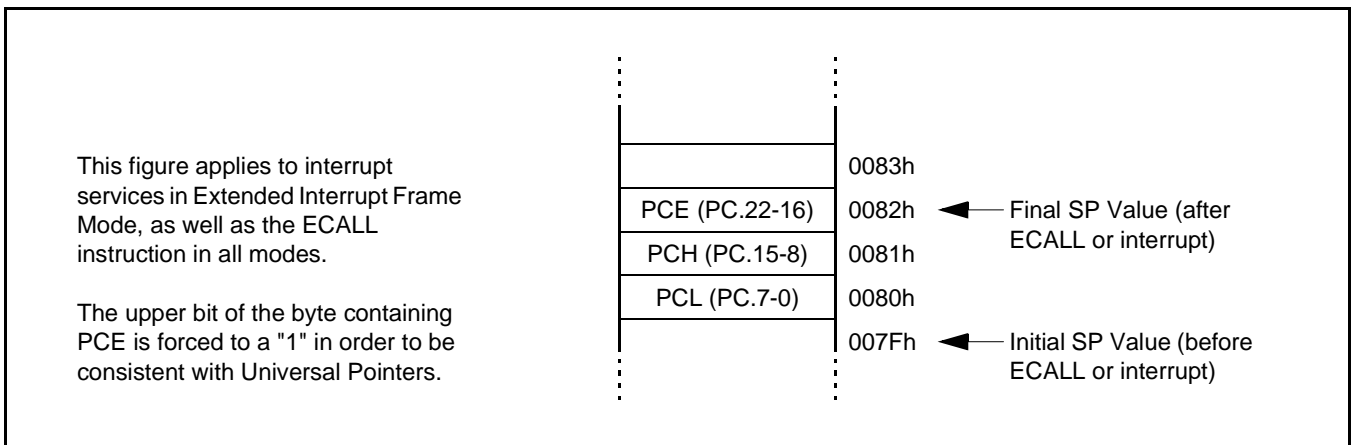 This figure applies to interrupt
services in Extended Interrupt Frame
Mode, as well as the ECALL
instruction in all modes.
The upper bit of the byte containing
PCE is forced to a "1" in order to be
consistent with Universal Pointers.
0083h
PCE (PC.22-16) 0082h Final SP Value (after
ECALL or interrupt)
PCH (PC.15-8) 0081h
PCL (PC.7-0) 0080h
007Fh Initial SP Value (before
ECALL or interrupt)